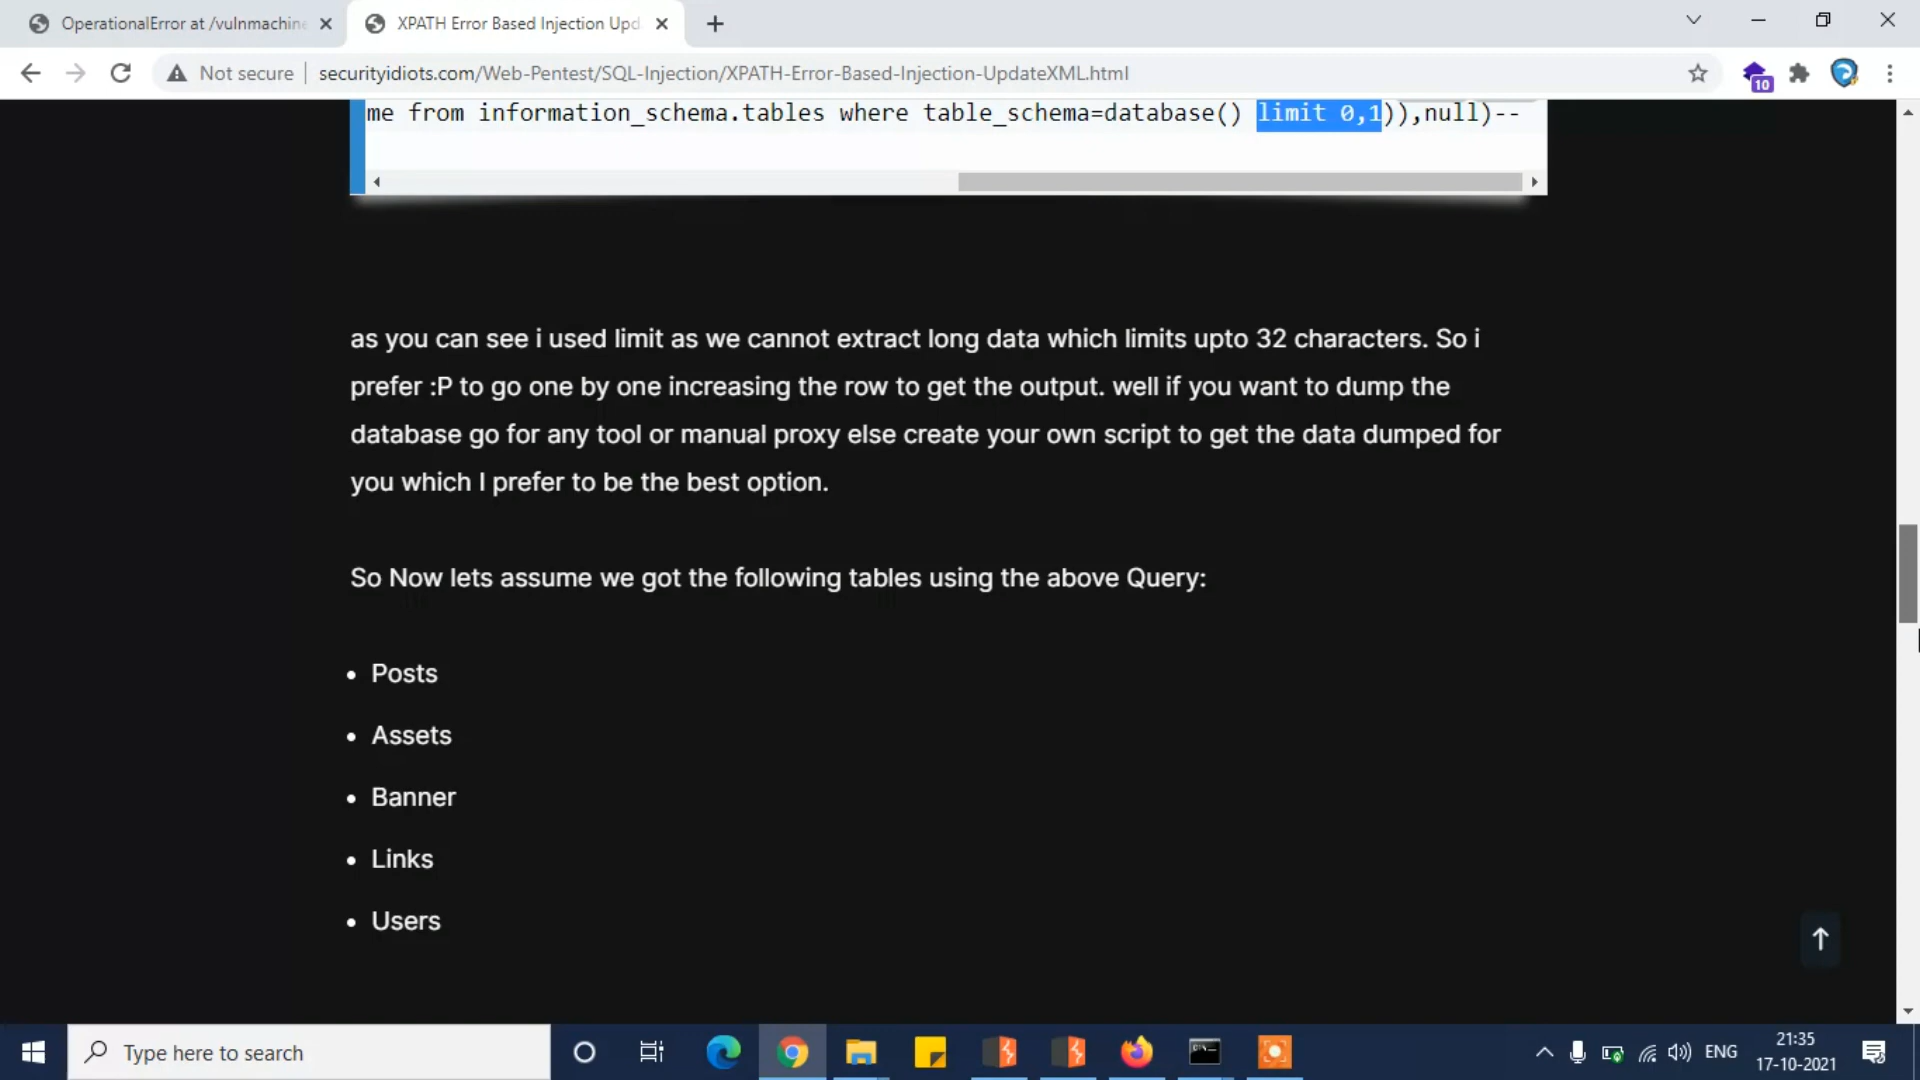 OperationalError at /vulnmachine
XPATH Error Based Injection Upd
Not secure
securityidiots.com/Web-Pentest/SQL-Injection/XPATH-Error-Based-Injection-UpdateXML.html
10
me from information_schema.tables where table_schema=database() limit 0,1)),null)--
as you can see i used limit as we cannot extract long data which limits upto 32 characters. So i
prefer :P to go one by one increasing the row to get the output. well if you want to dump the
database go for any tool or manual proxy else create your own script to get the data dumped for
you which I prefer to be the best option.
So Now lets assume we got the following tables using the above Query:
Posts
Assets
Banner
Links
Users
Type here to search
ENG
21:35
17-10-2021